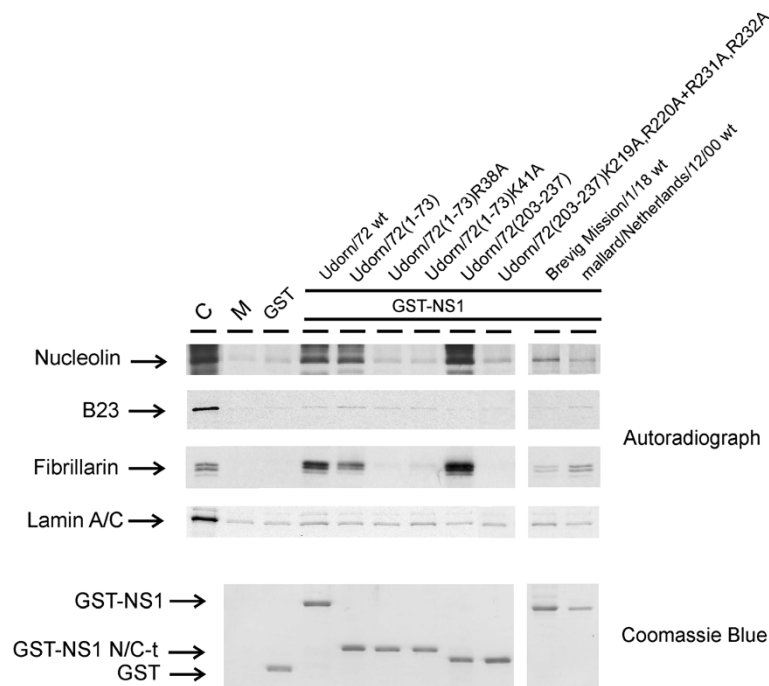 Udorn/72 wt
Udorn/72(1-73)
Udorn/72(1-73)R38A
Udorn/72(1-73)K41A
Udorn/72(203-237)
Udorn/72(203-237)K219A,R220A+R231A,R232A
Brevig Mission/1/18 wt
mallard/Netherlands/12/00 wt
C
M
GST
GST-NS1
Nucleolin
B23
Fibrillarin
Lamin A/C
Autoradiograph
GST-NS1
GST-NS1 N/C-t
GST
Coomassie Blue